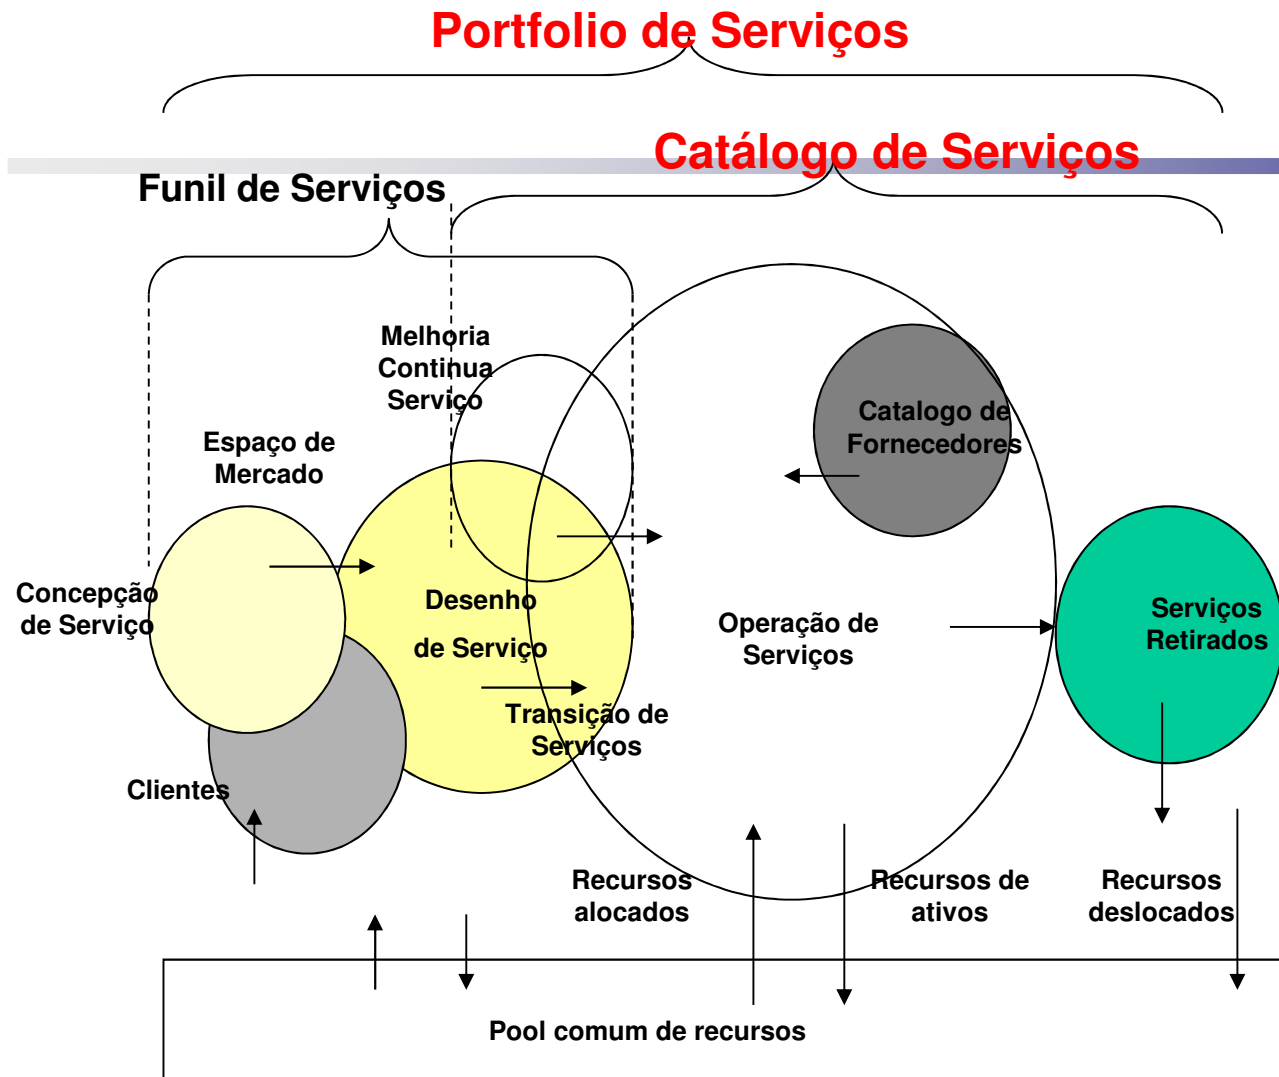 Portfolio de Serviços
Catálogo de Serviços
Funil de Serviços
Melhoria
Continua
Serviço
Espaço de
Mercado
Catalogo de
Fornecedores
Concepção
de Serviço
Desenho
de Serviço
Operação de
Serviços
Serviços
Retirados
Transição de
Serviços
Clientes
Recursos
alocados
Recursos de
ativos
Recursos
deslocados
Pool comum de recursos